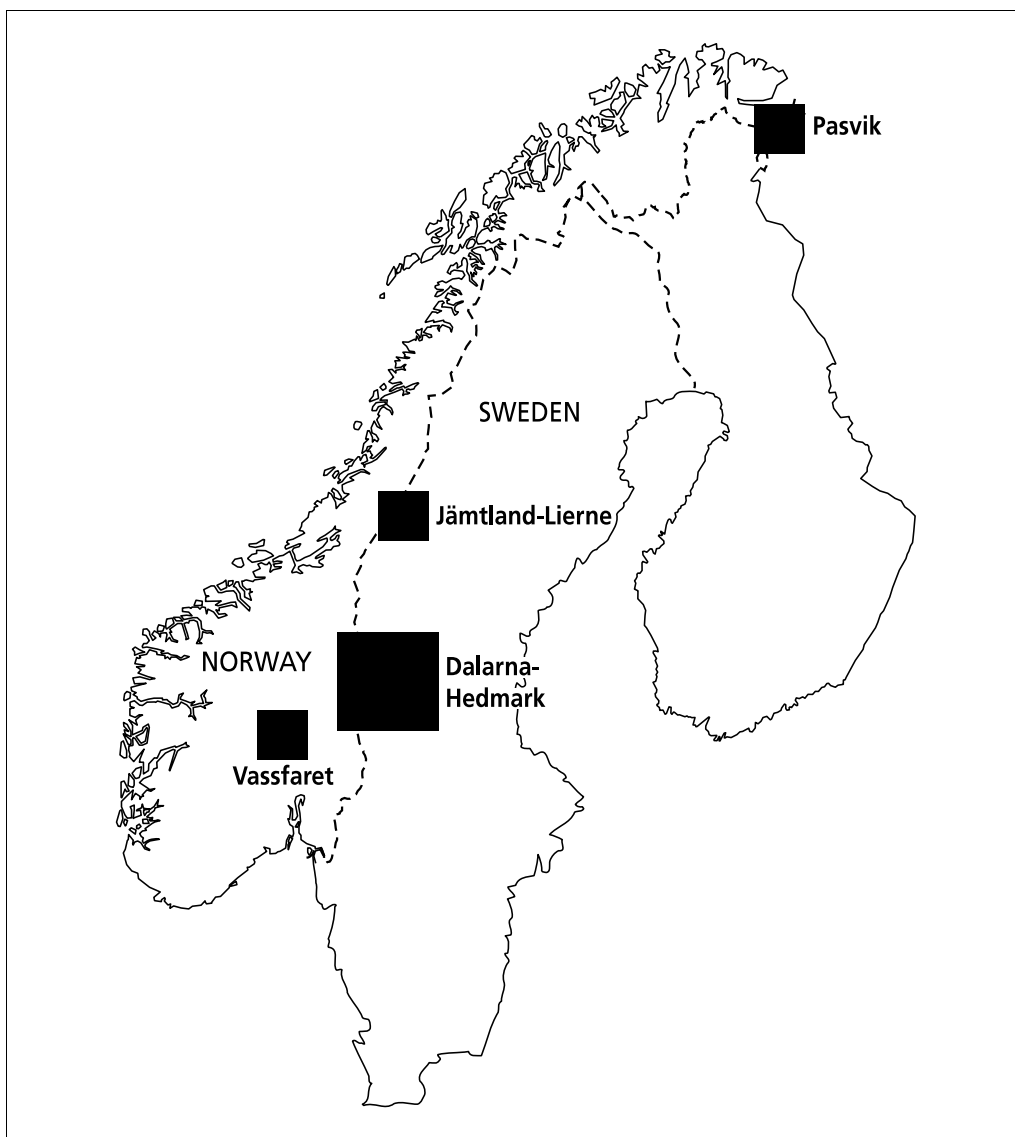 Pasvik
SWEDEN
Jämtland-Lierne
NORWAY
Dalarna-
Hedmark
Vassfaret